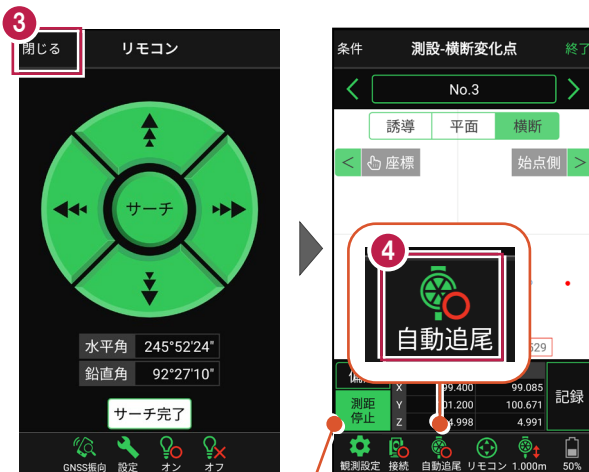 3
閉じる
リモコン
サーチ
水平角 245°52'24"
鉛直角 92°27'10"
サーチ完了
GNSS振向 設定 オン オフ
条件 測設-横断変化点 終了
< No.3 >
誘導 平面 横断
< 座標 始点側 >
4
自動追尾
529
X 99.400 99.085
測距停止
Y 01.200 100.671
Z 4.998 4.991
記録
観測設定 接続 自動追尾 リモコン 1.000m 50%